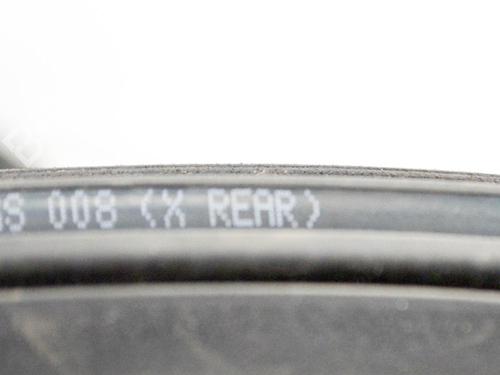 008 (X REAR)